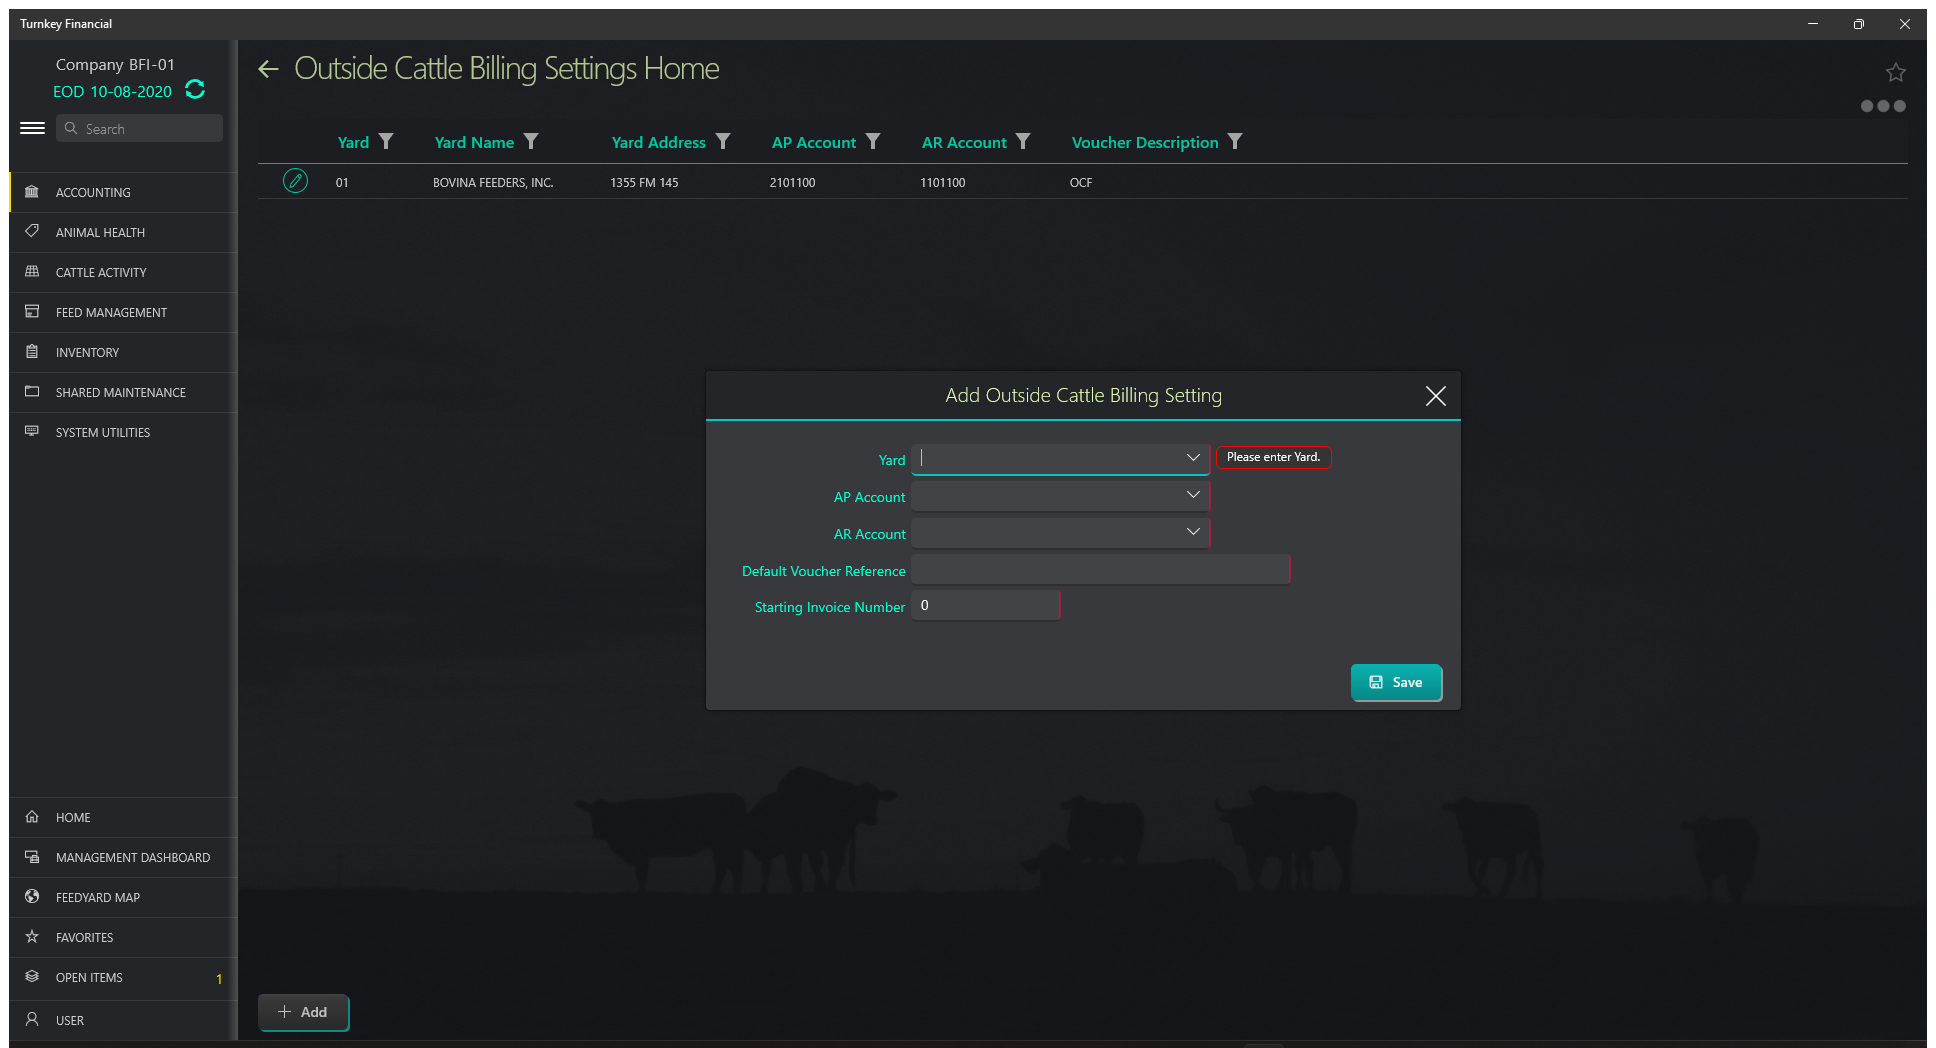 Turnkey Financial
Company BFI-01
EOD 10-08-2020
Search
ACCOUNTING
ANIMAL HEALTH
CATTLE ACTIVITY
FEED MANAGEMENT
INVENTORY
SHARED MAINTENANCE
SYSTEM UTILITIES
HOME
MANAGEMENT DASHBOARD
FEEDYARD MAP
FAVORITES
OPEN ITEMS 1
USER
Outside Cattle Billing Settings Home
Yard Yard Name Yard Address AP Account AR Account Voucher Description
01 BOVINA FEEDERS, INC. 1355 FM 145 2101100 1101100 OCF
Add Outside Cattle Billing Setting
Yard Please enter Yard.
AP Account
AR Account
Default Voucher Reference
Starting Invoice Number 0
Save
Add